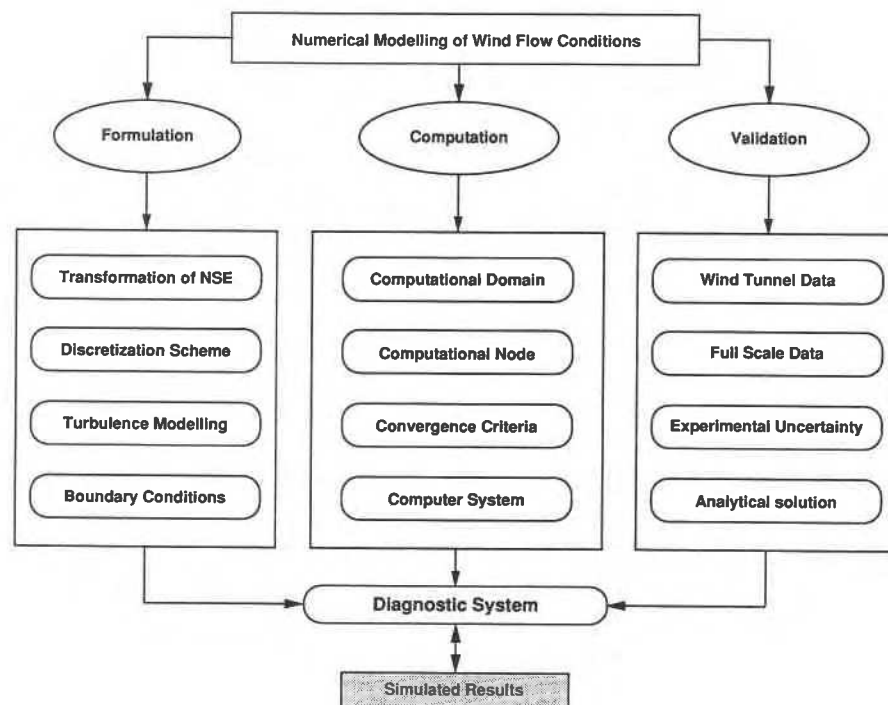 Numerical Modelling of Wind Flow Conditions
Formulation
Computation
Validation
Transformation of NSE
Discretization Scheme
Turbulence Modelling
Boundary Conditions
Computational Domain
Computational Node
Convergence Criteria
Computer System
Wind Tunnel Data
Full Scale Data
Experimental Uncertainty
Analytical solution
Diagnostic System
Simulated Results